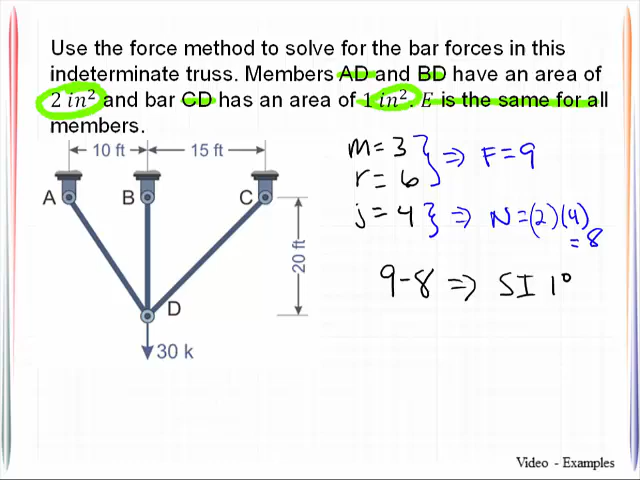 Use the force method to solve for the bar forces in this
indeterminate truss. Members AD and BD have an area of
2 in² and bar CD has an area of 1 in². E is the same for all
members.
10 ft 15 ft
A B C
20 ft
D
30 k
m = 3 } ⇒ F = 9
r = 6
j = 4 } ⇒ N = (2)(4)
= 8
9-8 ⇒ SI 1°
Video - Examples